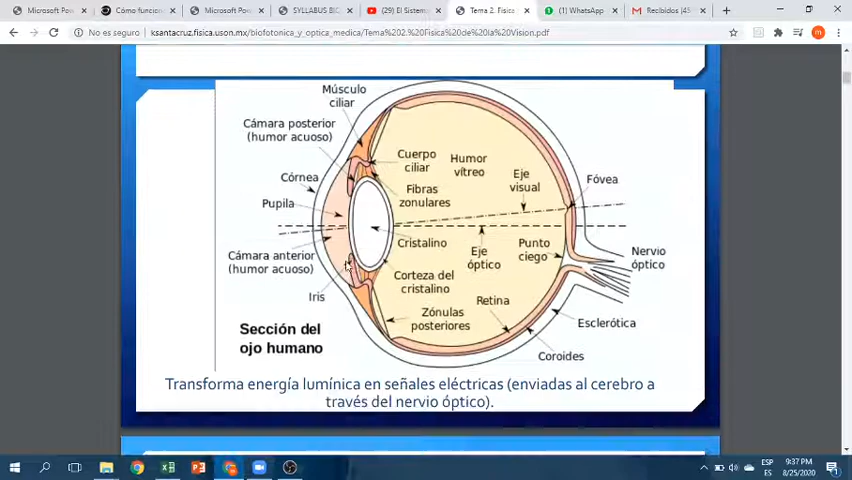 Microsoft Pow
Cómo funcion
Microsoft Pow
SYLLABUS BIO
(29) El Sistema
Tema 2. Física
(1) WhatsApp
Recibidos (45
No es seguro
ksantacruz.fisica.uson.mx/biofotonica_y_optica_medica/Tema%202.%20Fisica%20de%20la%20Vision.pdf
Músculo
ciliar
Cámara posterior
(humor acuoso)
Cuerpo
ciliar
Humor
vítreo
Eje
visual
Fóvea
Córnea
Fibras
zonulares
Pupila
Cristalino
Eje
óptico
Punto
ciego
Nervio
óptico
Cámara anterior
(humor acuoso)
Corteza del
cristalino
Iris
Retina
Zónulas
posteriores
Esclerótica
Sección del
ojo humano
Coroides
Transforma energía lumínica en señales eléctricas (enviadas al cerebro a
través del nervio óptico).
ESP
ES
9:37 PM
8/25/2020